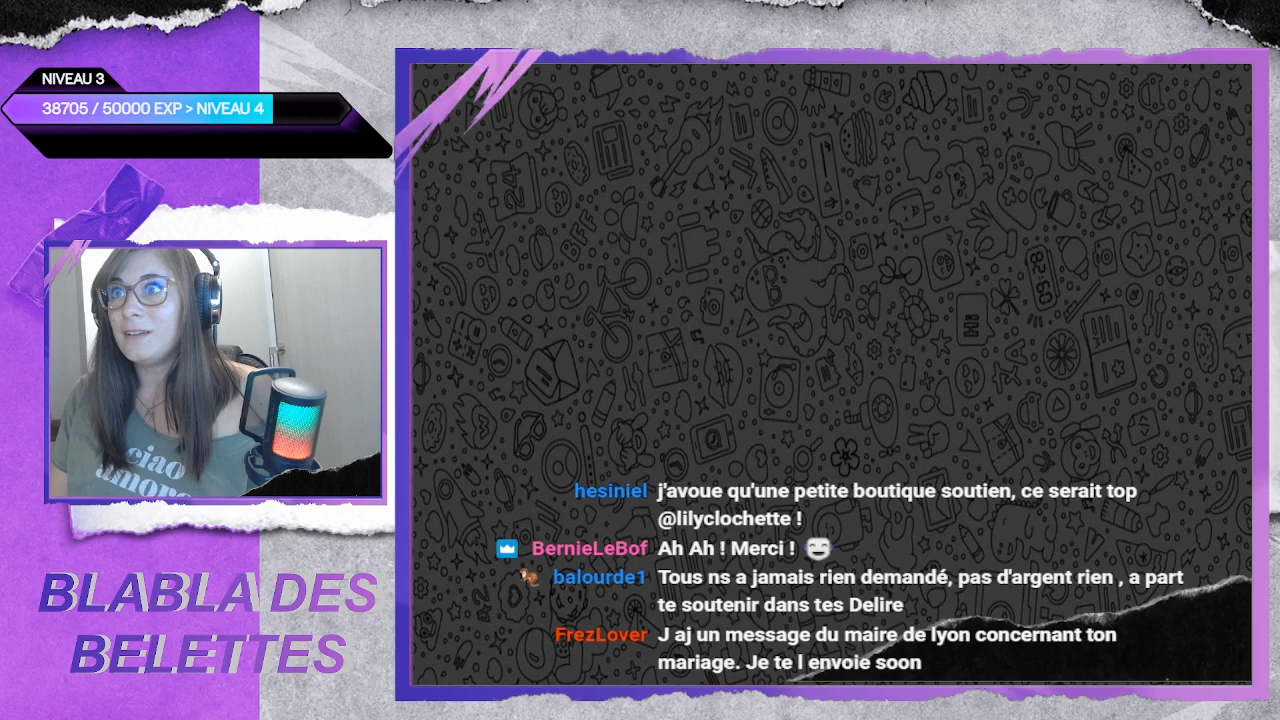 NIVEAU 3
38705 / 50000 EXP > NIVEAU 4
ciao
amore
BLABLA DES
BELETTES
hesiniel j'avoue qu'une petite boutique soutien, ce serait top
@lilyclochette !
BernieLeBof Ah Ah ! Merci !
balourde1 Tous ns a jamais rien demandé, pas d'argent rien , a part
te soutenir dans tes Delire
FrezLover J aj un message du maire de lyon concernant ton
mariage. Je te l envoie soon